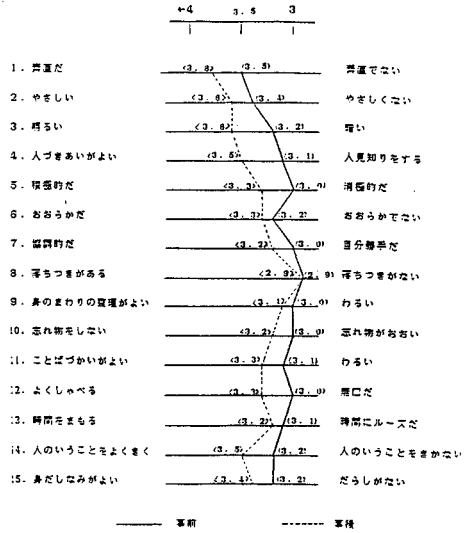 ←4 3.5 3
1. 素直だ (3.8) (3.5) 素直でない
2. やさしい (3.6) (3.4) やさしくない
3. 明るい (3.6) (3.2) 暗い
4. 人づきあいがよい (3.5) (3.1) 人見知りをする
5. 積極的だ (3.3) (3.0) 消極的だ
6. おおらかだ (3.3) (3.2) おおらかでない
7. 協調的だ (3.2) (3.0) 自分勝手だ
8. 落ちつきがある (2.9) (2.9) 落ちつきがない
9. 身のまわりの整理がよい (3.1) (3.0) わるい
10. 忘れ物をしない (3.2) (3.0) 忘れ物がおおい
11. ことばづかいがよい (3.3) (3.1) わるい
12. よくしゃべる (3.3) (3.0) 無口だ
13. 時間をまもる (3.2) (3.1) 時間にルーズだ
14. 人のいうことをよくきく (3.5) (3.2) 人のいうことをきかない
15. 身だしなみがよい (3.4) (3.2) だらしがない
事前 事後